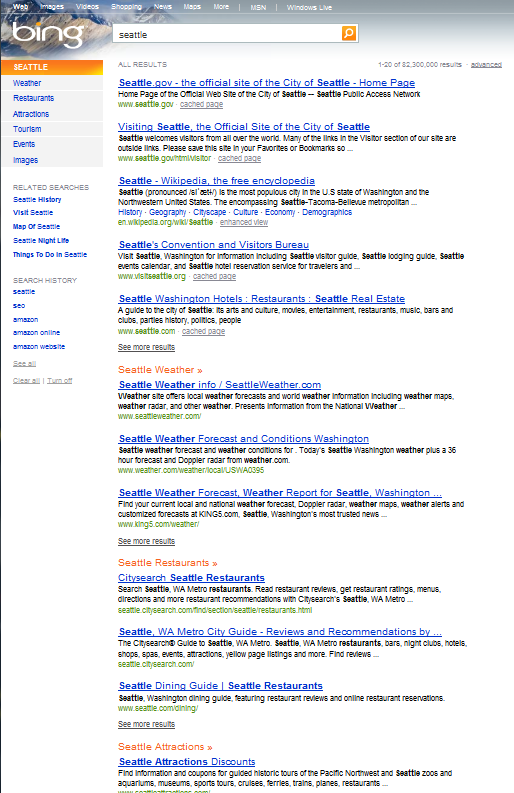 Web Images Videos Shopping News Maps More | MSN | Windows Live
bing
seattle
SEATTLE
Weather
Restaurants
Attractions
Tourism
Events
Images
RELATED SEARCHES
Seattle History
Visit Seattle
Map Of Seattle
Seattle Night Life
Things To Do In Seattle
SEARCH HISTORY
seattle
seo
amazon
amazon online
amazon website
See all
Clear all | Turn off
ALL RESULTS
1-20 of 82,300,000 results · advanced
Seattle.gov - the official site of the City of Seattle - Home Page
Home Page of the Official Web Site of the City of Seattle -- Seattle Public Access Network
www.seattle.gov · cached page
Visiting Seattle, the Official Site of the City of Seattle
Seattle welcomes visitors from all over the world. Many of the links in the Visitor section of our site are
outside links. Please save this site in your Favorites or Bookmarks so ...
www.seattle.gov/html/visitor · cached page
Seattle - Wikipedia, the free encyclopedia
Seattle (pronounced /siˈætəl/) is the most populous city in the U.S state of Washington and the
Northwestern United States. The encompassing Seattle-Tacoma-Bellevue metropolitan ...
History · Geography · Cityscape · Culture · Economy · Demographics
en.wikipedia.org/wiki/Seattle · enhanced view
Seattle's Convention and Visitors Bureau
Visit Seattle, Washington for information including Seattle visitor guide, Seattle lodging guide, Seattle
events calendar, and Seattle hotel reservation service for travelers and ...
www.visitseattle.org · cached page
Seattle Washington Hotels : Restaurants : Seattle Real Estate
A guide to the city of Seattle: its arts and culture, movies, entertainment, restaurants, music, bars and
clubs, parties history, politics, people
www.seattle.com · cached page
See more results
Seattle Weather »
Seattle Weather info / SeattleWeather.com
Weather site offers local weather forecasts and world weather information including weather maps,
weather radar, and other weather. Presents information from the National Weather ...
www.seattleweather.com/
Seattle Weather Forecast and Conditions Washington
Seattle weather forecast and weather conditions for . Today's Seattle Washington weather plus a 36
hour forecast and Doppler radar from weather.com.
www.weather.com/weather/local/USWA0395
Seattle Weather Forecast, Weather Report for Seattle, Washington ...
Find your current local and national weather forecast, Doppler radar, weather maps, weather alerts and
customized forecasts at KING5.com, Seattle, Washington's most trusted news ...
www.king5.com/weather/
See more results
Seattle Restaurants »
Citysearch Seattle Restaurants
Search Seattle, WA Metro restaurants. Read restaurant reviews, get restaurant ratings, menus,
directions and more restaurant recommendations with Citysearch's Seattle, WA Metro ...
seattle.citysearch.com/find/section/seattle/restaurants.html
Seattle, WA Metro City Guide - Reviews and Recommendations by ...
The Citysearch® Guide to Seattle, WA Metro. Seattle, WA Metro restaurants, bars, night clubs, hotels,
shops, spas, events, attractions, yellow page listings and more. Find reviews ...
seattle.citysearch.com/
Seattle Dining Guide | Seattle Restaurants
Seattle, Washington dining guide, featuring restaurant reviews and online restaurant reservations.
www.seattle.com/dining/
See more results
Seattle Attractions »
Seattle Attractions Discounts
Find information and coupons for guided historic tours of the Pacific Northwest and Seattle zoos and
aquariums, museums, sports tours, cruises, ferries, trains, planes, restaurants ...
www.seattleattractions.com/